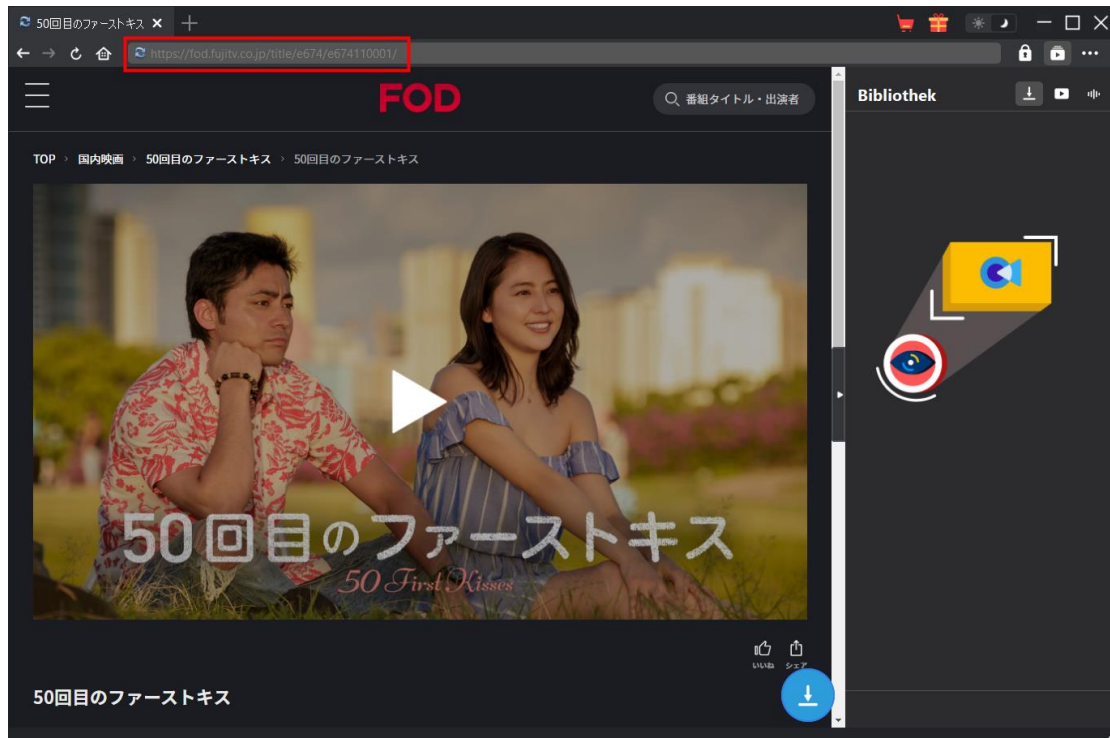 50回目のファーストキス
https://fod.fujitv.co.jp/title/e674/e674110001/
FOD
番組タイトル・出演者
Bibliothek
TOP › 国内映画 › 50回目のファーストキス › 50回目のファーストキス
50回目のファーストキス
50 First Kisses
いいね シェア
50回目のファーストキス